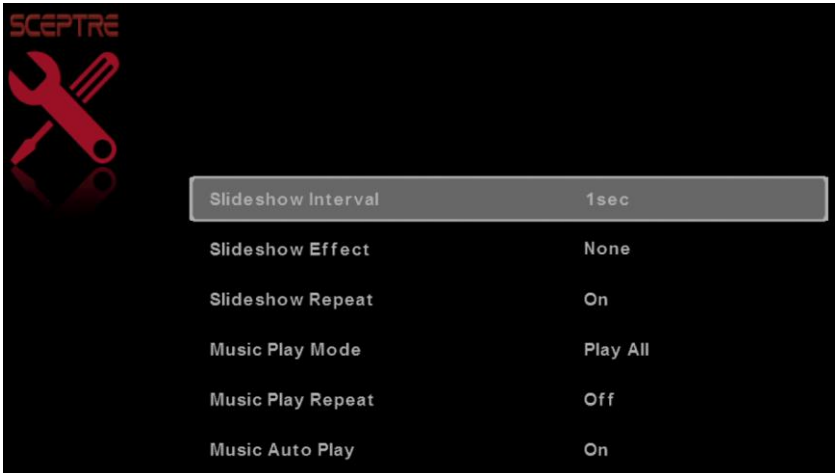 SCEPTRE
Slideshow Interval 1sec
Slideshow Effect None
Slideshow Repeat On
Music Play Mode Play All
Music Play Repeat Off
Music Auto Play On